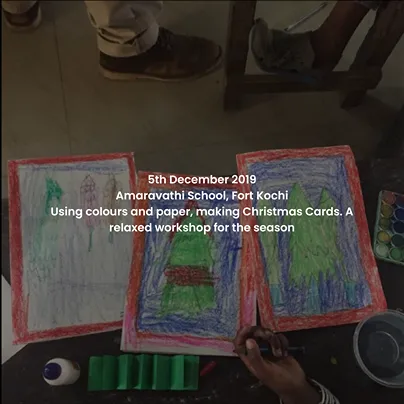 5th December 2019
Amaravathi School, Fort Kochi
Using colours and paper, making Christmas Cards. A
relaxed workshop for the season